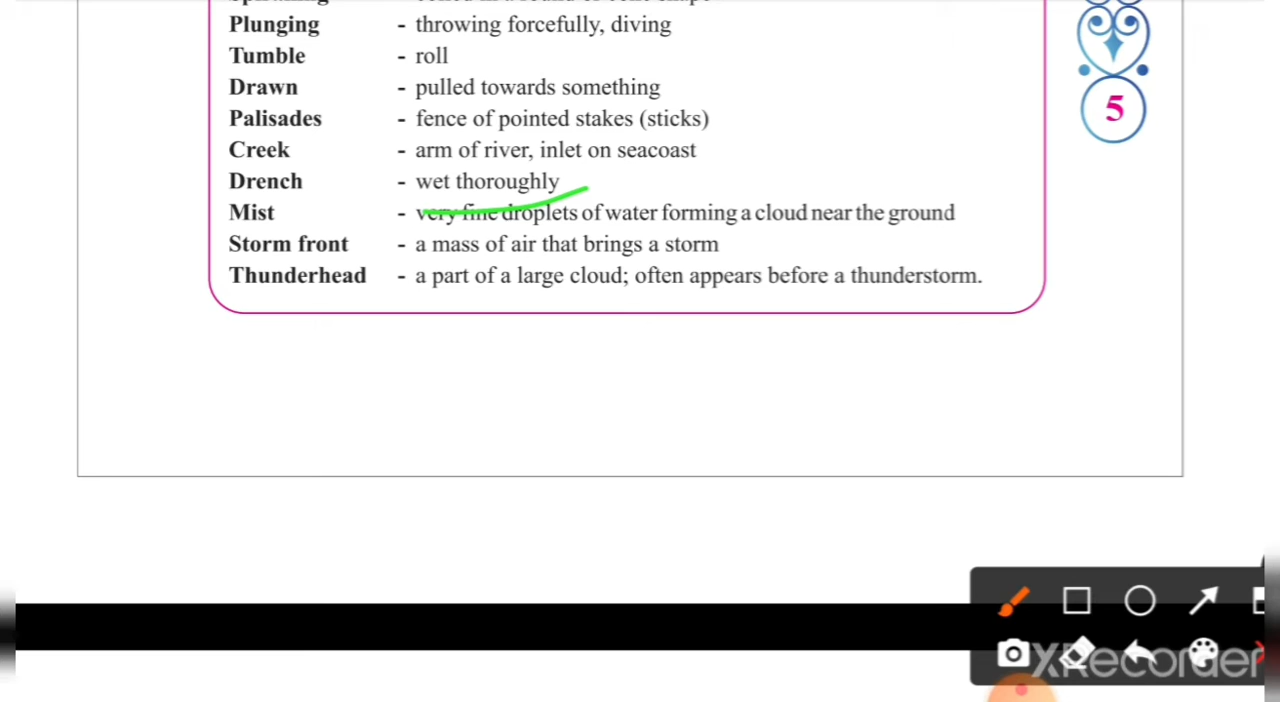 Plunging - throwing forcefully, diving
Tumble - roll
Drawn - pulled towards something
Palisades - fence of pointed stakes (sticks)
Creek - arm of river, inlet on seacoast
Drench - wet thoroughly
Mist - very fine droplets of water forming a cloud near the ground
Storm front - a mass of air that brings a storm
Thunderhead - a part of a large cloud; often appears before a thunderstorm.
5
XRecorder